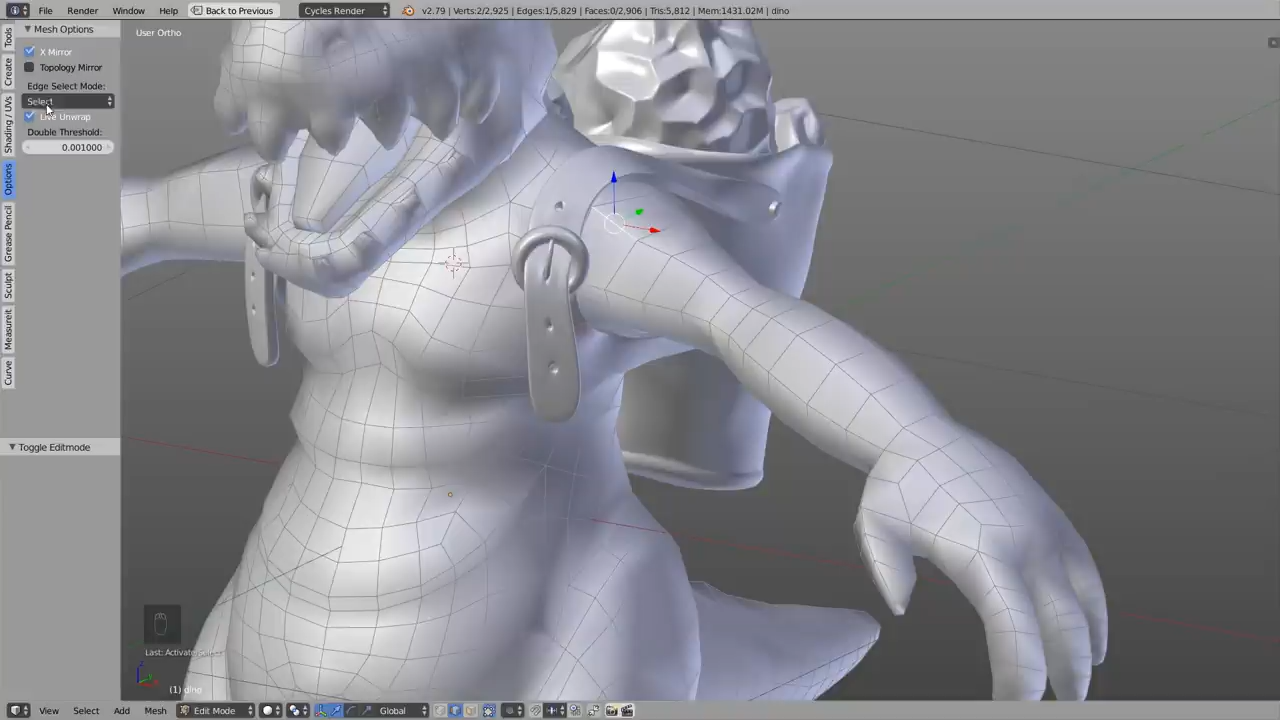 File Render Window Help Back to Previous Cycles Render v2.79 | Verts:2/2,925 | Edges:1/5,829 | Faces:0/2,906 | Tris:5,812 | Mem:1431.02M | dino
Mesh Options
User Ortho
X Mirror
Topology Mirror
Edge Select Mode:
Select
Live Unwrap
Double Threshold:
0.001000
Tools
Create
Shading / UVs
Options
Grease Pencil
Sculpt
Measureit
Curve
Toggle Editmode
Last: Activate/Select
(1) dino
View Select Add Mesh Edit Mode Global